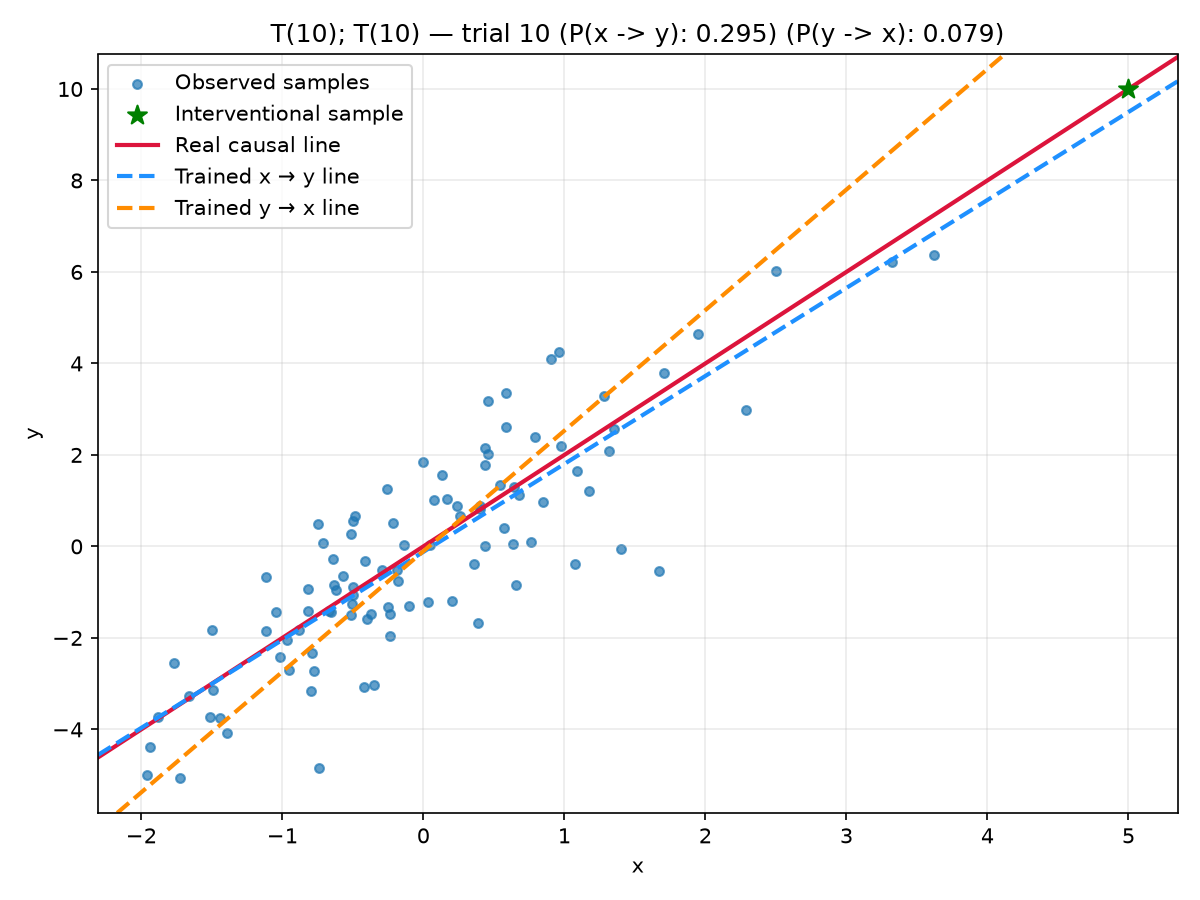 T(10); T(10) — trial 10 (P(x -> y): 0.295) (P(y -> x): 0.079)
Observed samples
Interventional sample
Real causal line
Trained x → y line
Trained y → x line
10
8
6
4
2
0
−2
−4
y
−2 −1 0 1 2 3 4 5
x